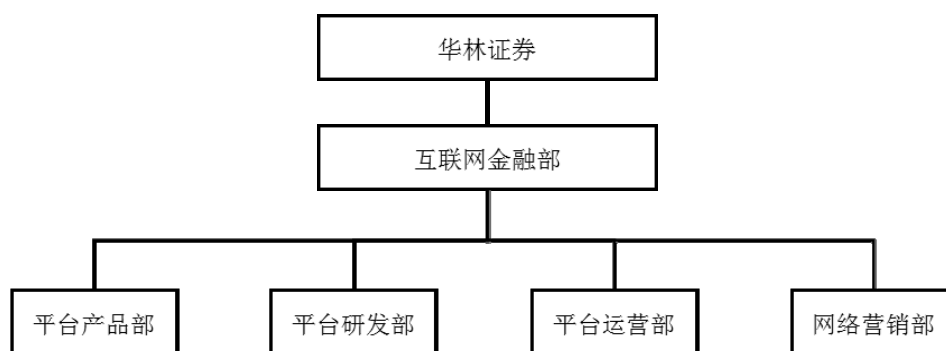 华林证券
互联网金融部
平台产品部
平台研发部
平台运营部
网络营销部